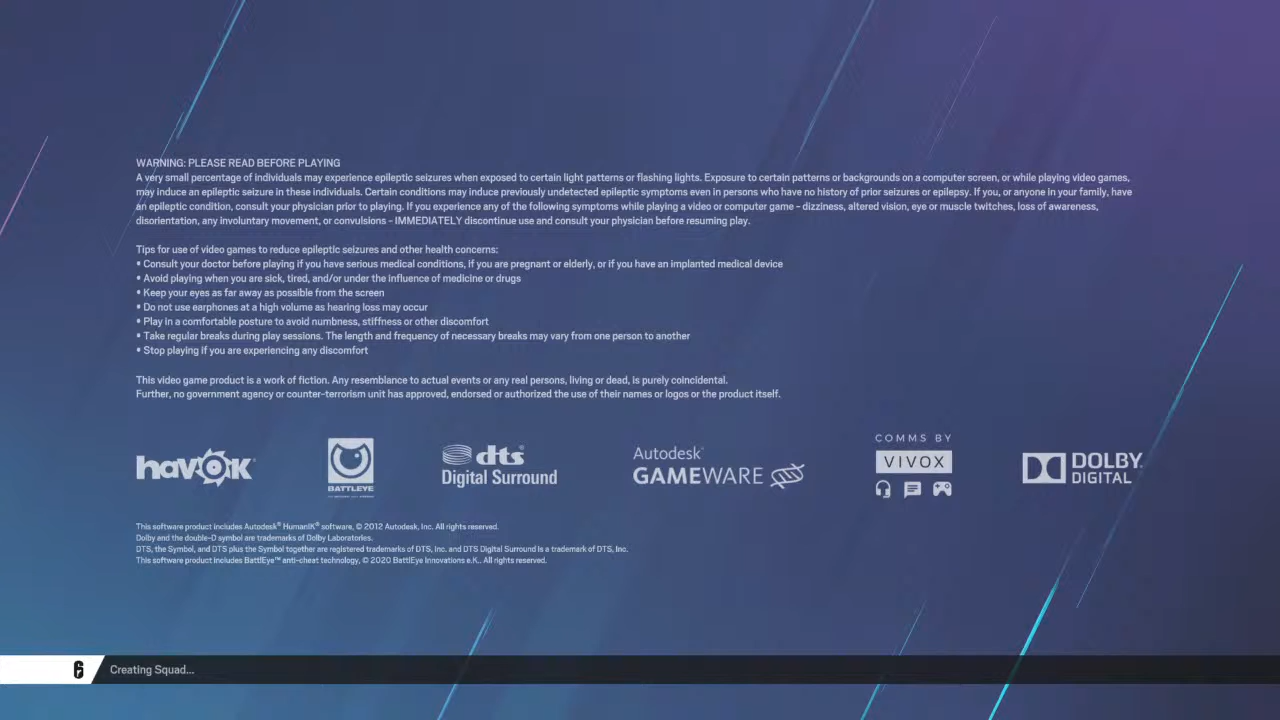 WARNING: PLEASE READ BEFORE PLAYING
A very small percentage of individuals may experience epileptic seizures when exposed to certain light patterns or flashing lights. Exposure to certain patterns or backgrounds on a computer screen, or while playing video games,
may induce an epileptic seizure in these individuals. Certain conditions may induce previously undetected epileptic symptoms even in persons who have no history of prior seizures or epilepsy. If you, or anyone in your family, have
an epileptic condition, consult your physician prior to playing. If you experience any of the following symptoms while playing a video or computer game - dizziness, altered vision, eye or muscle twitches, loss of awareness,
disorientation, any involuntary movement, or convulsions - IMMEDIATELY discontinue use and consult your physician before resuming play.
Tips for use of video games to reduce epileptic seizures and other health concerns:
• Consult your doctor before playing if you have serious medical conditions, if you are pregnant or elderly, or if you have an implanted medical device
• Avoid playing when you are sick, tired, and/or under the influence of medicine or drugs
• Keep your eyes as far away as possible from the screen
• Do not use earphones at a high volume as hearing loss may occur
• Play in a comfortable posture to avoid numbness, stiffness or other discomfort
• Take regular breaks during play sessions. The length and frequency of necessary breaks may vary from one person to another
• Stop playing if you are experiencing any discomfort
This video game product is a work of fiction. Any resemblance to actual events or any real persons, living or dead, is purely coincidental.
Further, no government agency or counter-terrorism unit has approved, endorsed or authorized the use of their names or logos or the product itself.
havok®
BATTLEYE
dts®
Digital Surround
Autodesk®
GAMEWARE
COMMS BY
VIVOX
DOLBY.
DIGITAL
This software product includes Autodesk® HumanIK® software, © 2012 Autodesk, Inc. All rights reserved.
Dolby and the double-D symbol are trademarks of Dolby Laboratories.
DTS, the Symbol, and DTS plus the Symbol together are registered trademarks of DTS, Inc. and DTS Digital Surround is a trademark of DTS, Inc.
This software product includes BattlEye™ anti-cheat technology, © 2020 BattlEye Innovations e.K.. All rights reserved.
6 Creating Squad...